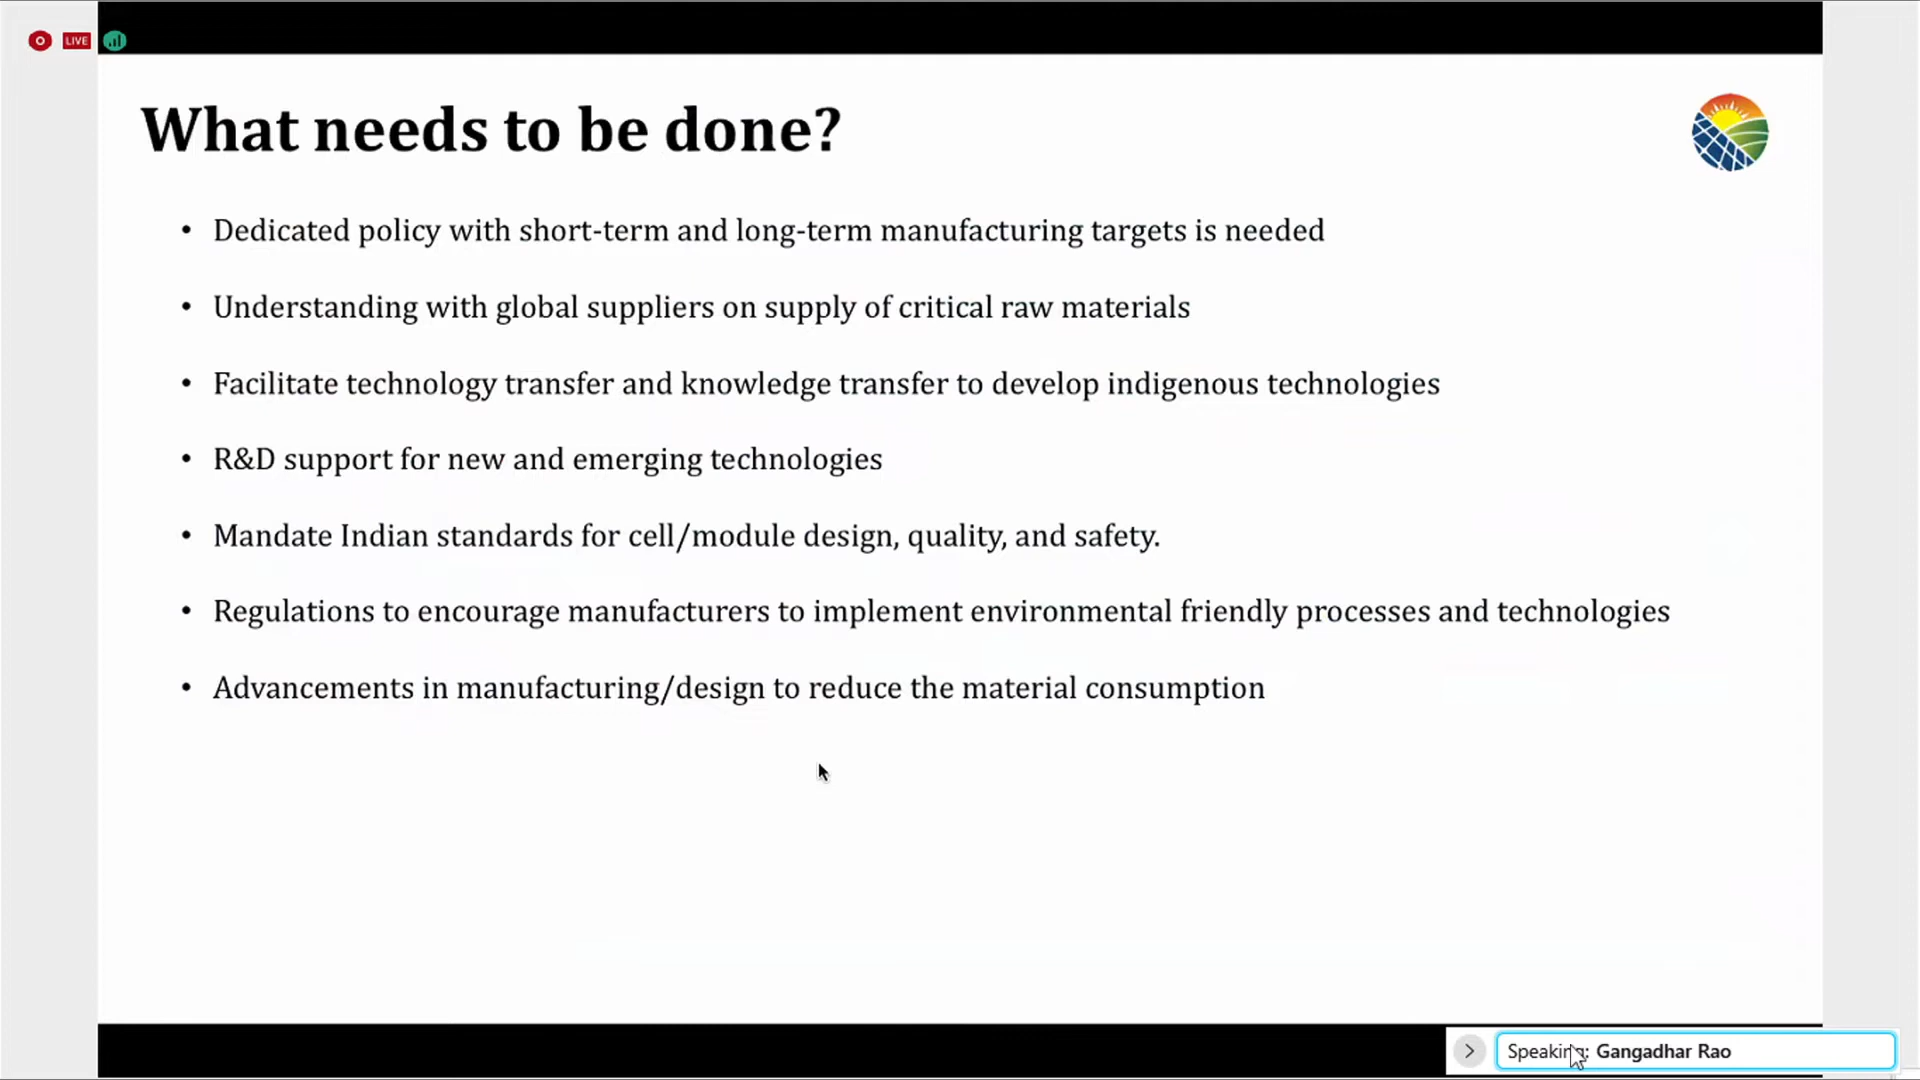 LIVE
What needs to be done?
• Dedicated policy with short-term and long-term manufacturing targets is needed
• Understanding with global suppliers on supply of critical raw materials
• Facilitate technology transfer and knowledge transfer to develop indigenous technologies
• R&D support for new and emerging technologies
• Mandate Indian standards for cell/module design, quality, and safety.
• Regulations to encourage manufacturers to implement environmental friendly processes and technologies
• Advancements in manufacturing/design to reduce the material consumption
Speaking: Gangadhar Rao